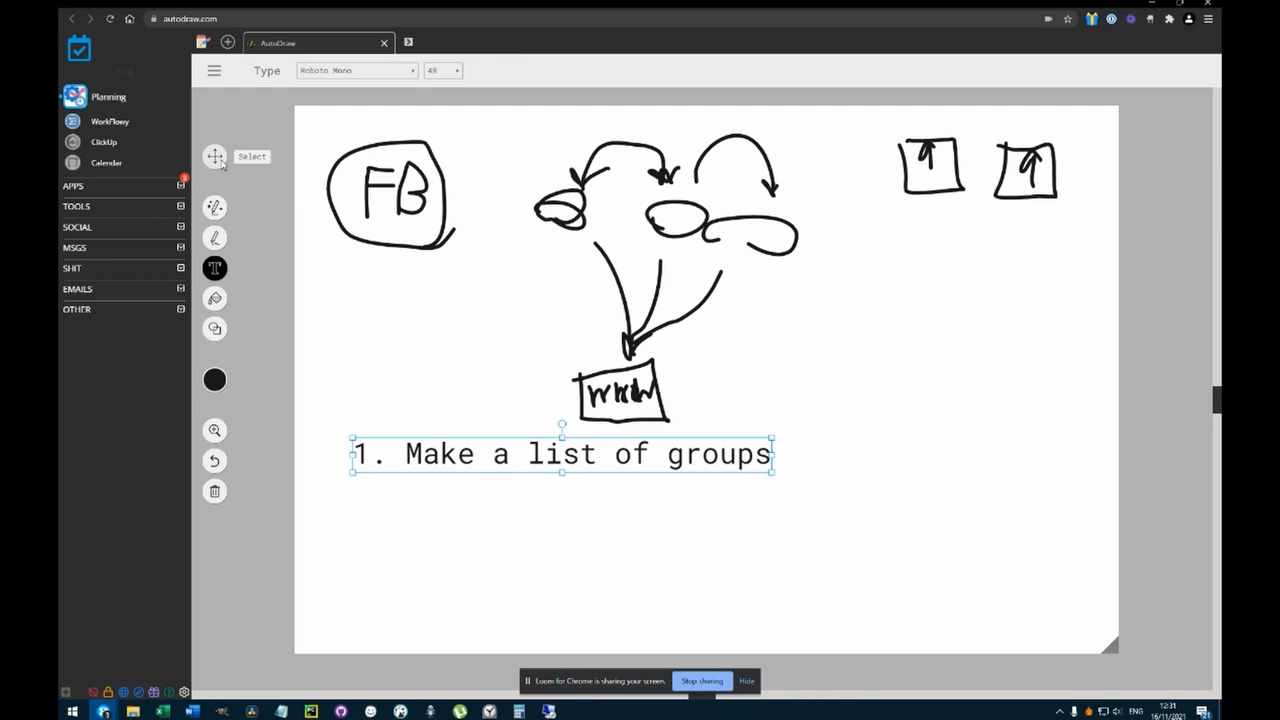 autodraw.com
AutoDraw
Type
Roboto Mono
48
Planning
WorkFlowy
ClickUp
Calendar
3
APPS
TOOLS
SOCIAL
MSGS
SHIT
EMAILS
OTHER
Select
T
FB
www
1. Make a list of groups
Loom for Chrome is sharing your screen.
Stop sharing
Hide
ENG
12:31
16/11/2021